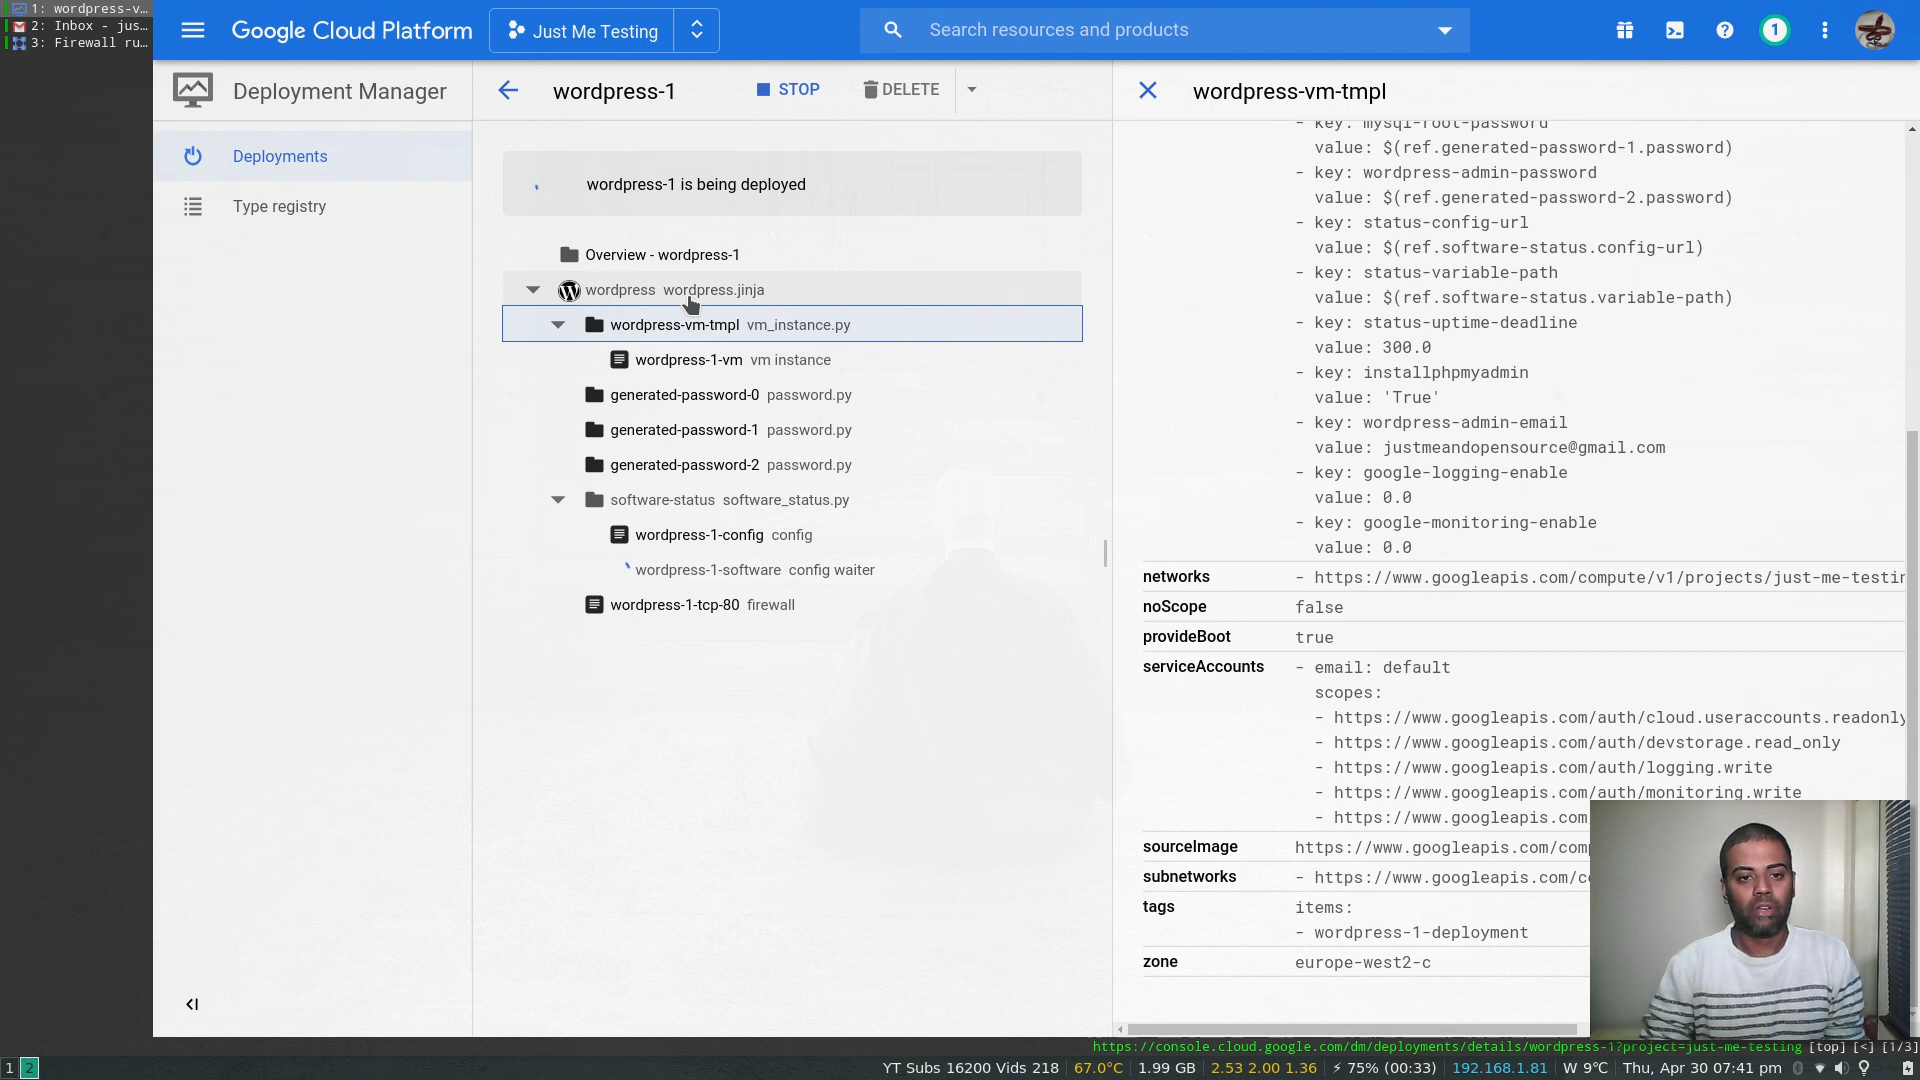 1: wordpress-v…
2: Inbox - jus…
3: Firewall ru…
Google Cloud Platform
Just Me Testing
Search resources and products
1
Deployment Manager
wordpress-1
STOP
DELETE
wordpress-vm-tmpl
Deployments
Type registry
wordpress-1 is being deployed
Overview - wordpress-1
wordpress wordpress.jinja
wordpress-vm-tmpl vm_instance.py
wordpress-1-vm vm instance
generated-password-0 password.py
generated-password-1 password.py
generated-password-2 password.py
software-status software_status.py
wordpress-1-config config
wordpress-1-software config waiter
wordpress-1-tcp-80 firewall
- key: mysql-root-password
value: $(ref.generated-password-1.password)
- key: wordpress-admin-password
value: $(ref.generated-password-2.password)
- key: status-config-url
value: $(ref.software-status.config-url)
- key: status-variable-path
value: $(ref.software-status.variable-path)
- key: status-uptime-deadline
value: 300.0
- key: installphpmyadmin
value: 'True'
- key: wordpress-admin-email
value: justmeandopensource@gmail.com
- key: google-logging-enable
value: 0.0
- key: google-monitoring-enable
value: 0.0
networks - https://www.googleapis.com/compute/v1/projects/just-me-testin
noScope false
provideBoot true
serviceAccounts - email: default
scopes:
- https://www.googleapis.com/auth/cloud.useraccounts.readonly
- https://www.googleapis.com/auth/devstorage.read_only
- https://www.googleapis.com/auth/logging.write
- https://www.googleapis.com/auth/monitoring.write
- https://www.googleapis.com
sourceImage https://www.googleapis.com/comp
subnetworks - https://www.googleapis.com/co
tags items:
- wordpress-1-deployment
zone europe-west2-c
https://console.cloud.google.com/dm/deployments/details/wordpress-1?project=just-me-testing [top] [<] [1/3]
1 2 YT Subs 16200 Vids 218 67.0°C 1.99 GB 2.53 2.00 1.36 ⚡ 75% (00:33) 192.168.1.81 W 9°C Thu, Apr 30 07:41 pm